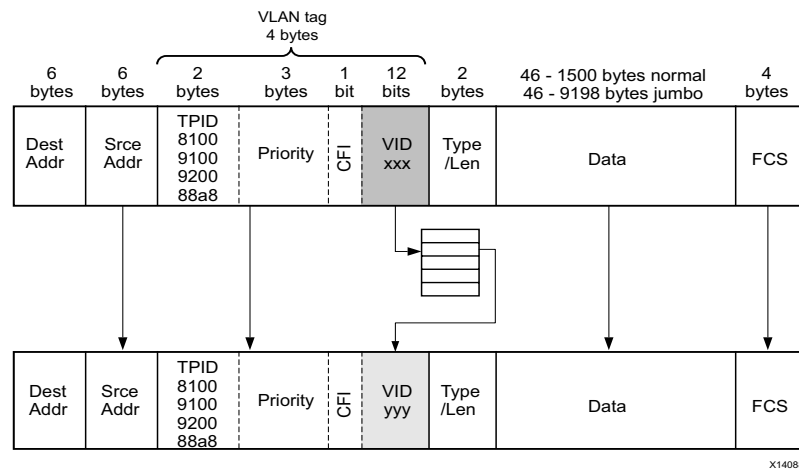 VLAN tag
4 bytes
6 bytes
6 bytes
2 bytes
3 bytes
1 bit
12 bits
2 bytes
46 - 1500 bytes normal
46 - 9198 bytes jumbo
4 bytes
Dest Addr
Srce Addr
TPID
8100
9100
9200
88a8
Priority
CFI
VID
xxx
Type /Len
Data
FCS
Dest Addr
Srce Addr
TPID
8100
9100
9200
88a8
Priority
CFI
VID
yyy
Type /Len
Data
FCS
X1408